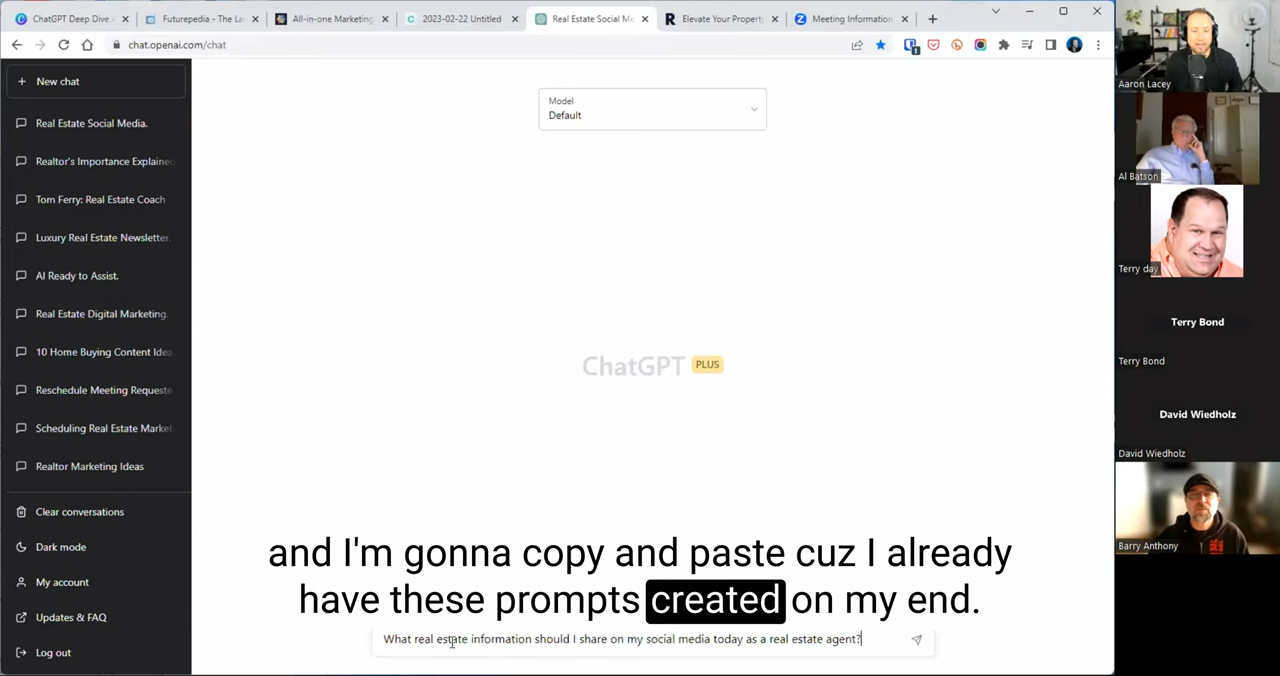 ChatGPT Deep Dive
Futurepedia - The La
All-in-one Marketing
2023-02-22 Untitled
Real Estate Social Me
Elevate Your Propert
Meeting Information
chat.openai.com/chat
New chat
Real Estate Social Media.
Realtor's Importance Explained
Tom Ferry: Real Estate Coach
Luxury Real Estate Newsletter.
AI Ready to Assist.
Real Estate Digital Marketing.
10 Home Buying Content Idea
Reschedule Meeting Requeste
Scheduling Real Estate Market
Realtor Marketing Ideas
Clear conversations
Dark mode
My account
Updates & FAQ
Log out
Model
Default
ChatGPT PLUS
and I'm gonna copy and paste cuz I already
have these prompts created on my end.
What real estate information should I share on my social media today as a real estate agent?
Aaron Lacey
Al Batson
Terry day
Terry Bond
Terry Bond
David Wiedholz
David Wiedholz
Barry Anthony